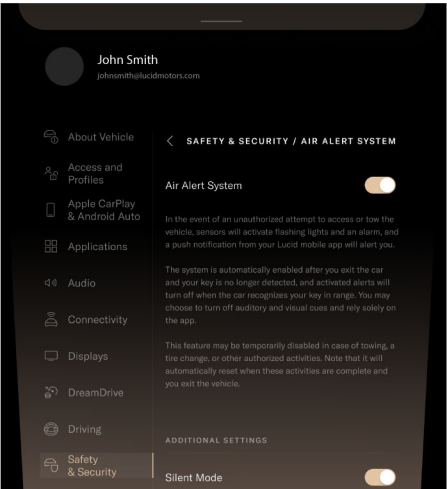 John Smith
johnsmith@lucidmotors.com
About Vehicle
Access and
Profiles
Apple CarPlay
& Android Auto
Applications
Audio
Connectivity
Displays
DreamDrive
Driving
Safety
& Security
SAFETY & SECURITY / AIR ALERT SYSTEM
Air Alert System
In the event of an unauthorized attempt to access or tow the
vehicle, sensors will activate flashing lights and an alarm, and
a push notification from your Lucid mobile app will alert you.
The system is automatically enabled after you exit the car
and your key is no longer detected, and activated alerts will
turn off when the car recognizes your key in range. You may
choose to turn off auditory and visual cues and rely solely on
the app.
This feature may be temporarily disabled in case of towing, a
tire change, or other authorized activities. Note that it will
automatically reset when these activities are complete and
you exit the vehicle.
ADDITIONAL SETTINGS
Silent Mode